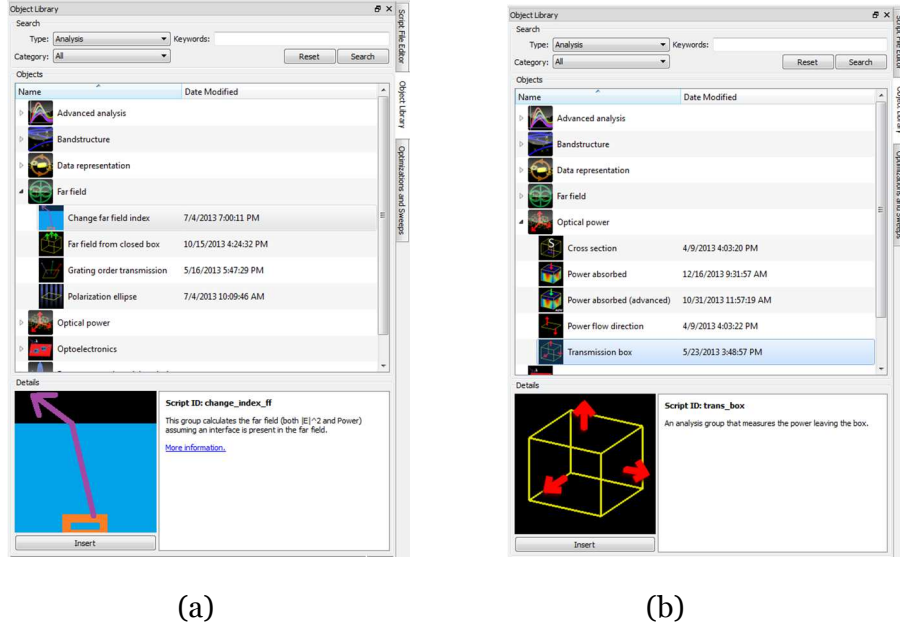 Object Library
Search
Type: Analysis Keywords:
Category: All Reset Search
Objects
Name Date Modified
Advanced analysis
Bandstructure
Data representation
Far field
Change far field index 7/4/2013 7:00:11 PM
Far field from closed box 10/15/2013 4:24:32 PM
Grating order transmission 5/16/2013 5:47:29 PM
Polarization ellipse 7/4/2013 10:09:46 AM
Optical power
Optoelectronics
Details
Script ID: change_index_ff
This group calculates the far field (both |E|^2 and Power)
assuming an interface is present in the far field.
More information.
Insert
Script File Editor
Object Library
Optimizations and Sweeps
(a)
Object Library
Search
Type: Analysis Keywords:
Category: All Reset Search
Objects
Name Date Modified
Advanced analysis
Bandstructure
Data representation
Far field
Optical power
S
Cross section 4/9/2013 4:03:20 PM
Power absorbed 12/16/2013 9:31:57 AM
Power absorbed (advanced) 10/31/2013 11:57:19 AM
Power flow direction 4/9/2013 4:03:22 PM
Transmission box 5/23/2013 3:48:57 PM
Details
Script ID: trans_box
An analysis group that measures the power leaving the box.
Insert
Script File Editor
Object Library
Optimizations and Sweeps
(b)